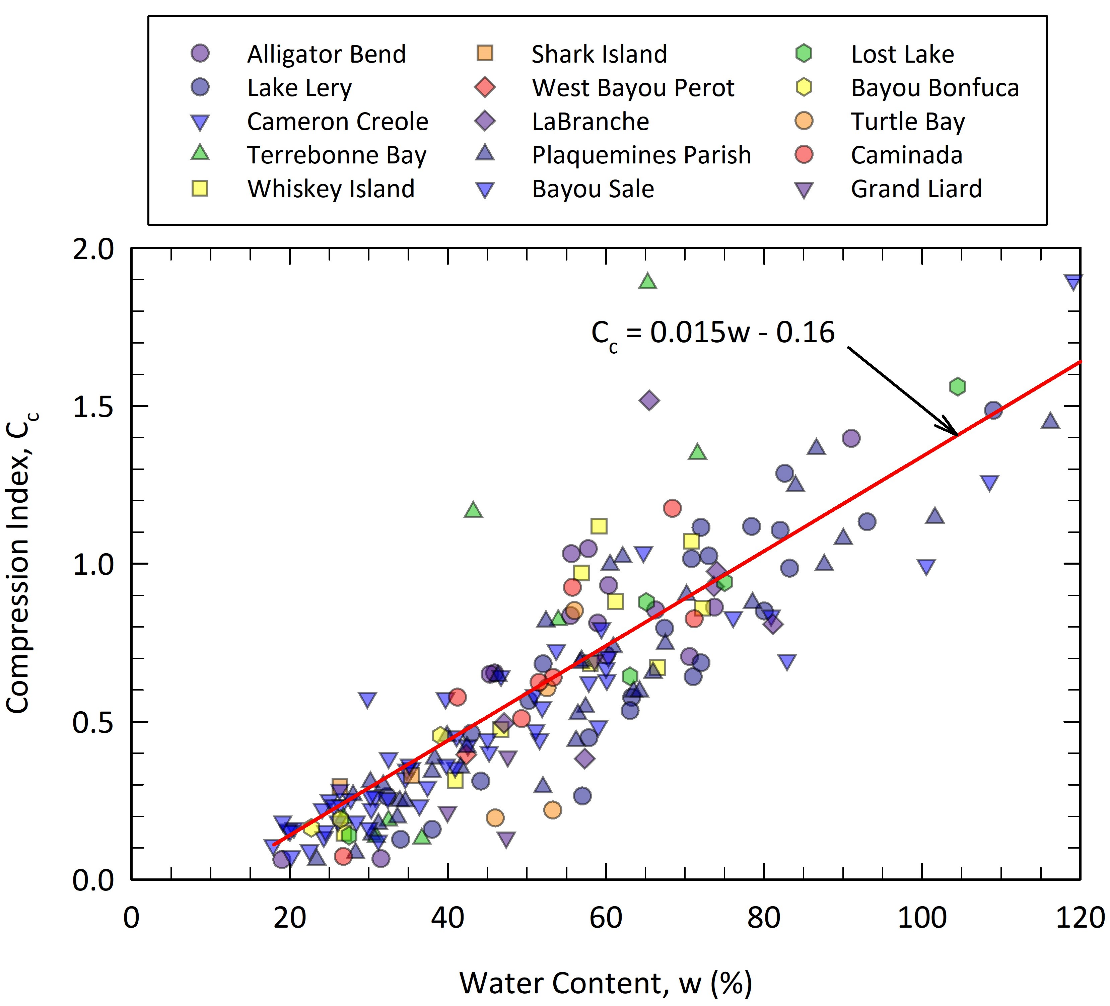 Alligator Bend
Lake Lery
Cameron Creole
Terrebonne Bay
Whiskey Island
Shark Island
West Bayou Perot
LaBranche
Plaquemines Parish
Bayou Sale
Lost Lake
Bayou Bonfuca
Turtle Bay
Caminada
Grand Liard
2.0
1.5
1.0
0.5
0.0
Compression Index, Cc
Cc = 0.015w - 0.16
0 20 40 60 80 100 120
Water Content, w (%)